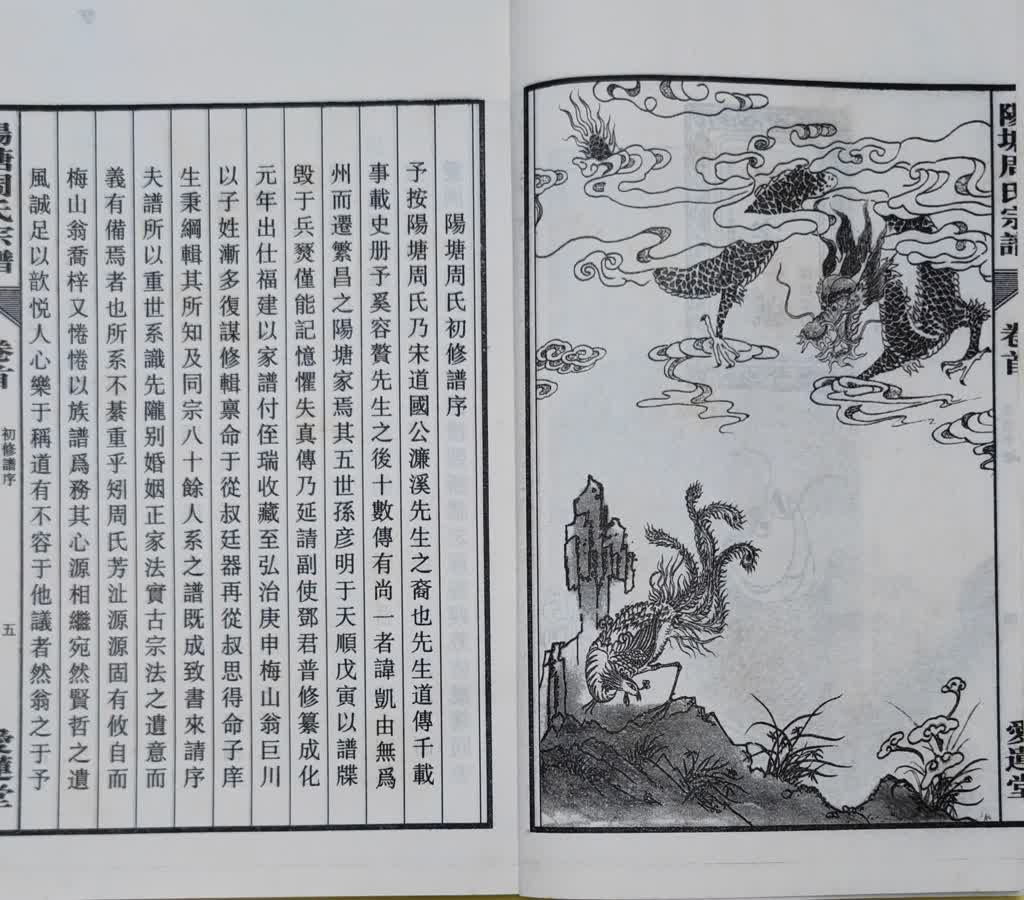 陽塘周氏宗譜
卷首
愛蓮堂
陽塘周氏初修譜序
予按陽塘周氏乃宋道國公濂溪先生之裔也先生道傳千載
事載史册予奚容贅先生之後十數傳有尚一者諱凱由無爲
州而遷繁昌之陽塘家焉其五世孫彦明于天順戊寅以譜牒
毀于兵燹僅能記憶懼失真傳乃延請副使鄧君普修纂成化
元年出仕福建以家譜付侄瑞收藏至弘治庚申梅山翁巨川
以子姓漸多復謀修輯禀命于從叔廷器再從叔思得命子庠
生秉綱輯其所知及同宗八十餘人系之譜既成致書來請序
夫譜所以重世系識先隴别婚姻正家法實古宗法之遺意而
義有備焉者也所系不綦重乎矧周氏芳沚源源固有攸自而
梅山翁喬梓又惓惓以族譜爲務其心源相繼宛然賢哲之遺
風誠足以歆悦人心樂于稱道有不容于他議者然翁之于予
陽塘周氏宗譜
卷首
初修譜序
五
愛蓮堂